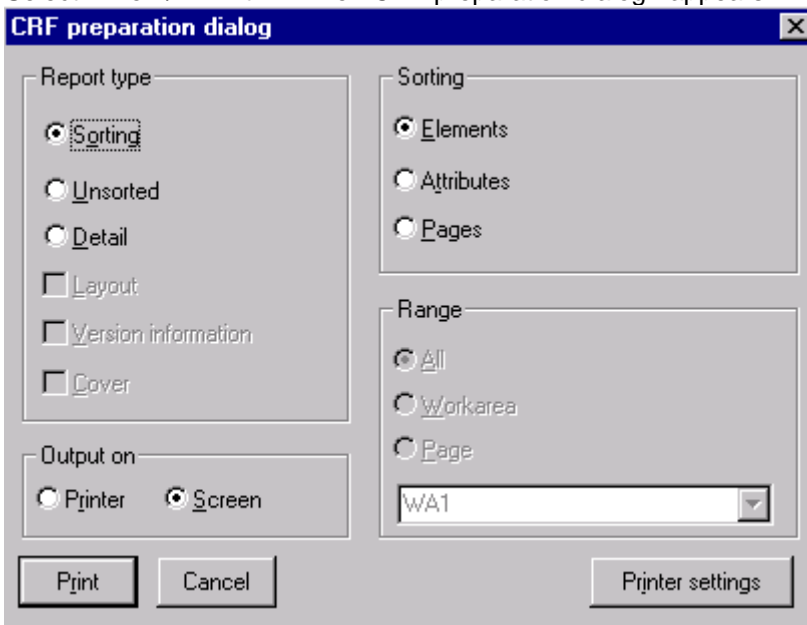 CRF preparation dialog
Report type
Sorting
Unsorted
Detail
Layout
Version information
Cover
Output on
Printer Screen
Sorting
Elements
Attributes
Pages
Range
All
Workarea
Page
WA1
Print Cancel Printer settings